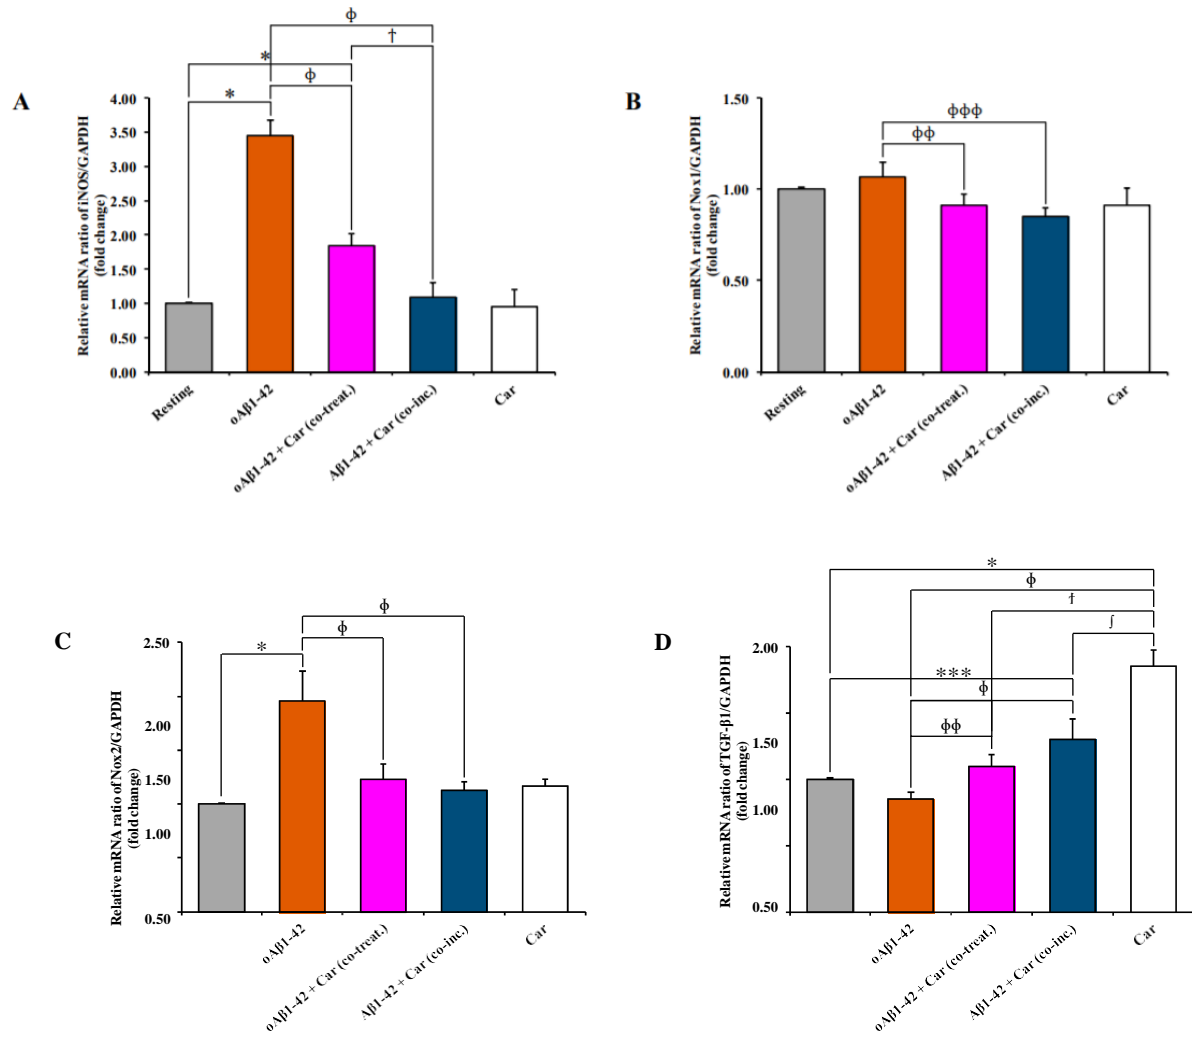 ϕ
†
*
ϕ
*
A
4.00
3.50
3.00
2.50
2.00
1.50
1.00
0.50
0.00
Relative mRNA ratio of iNOS/GAPDH
(fold change)
Resting
oAβ1-42
oAβ1-42 + Car (co-treat.)
Aβ1-42 + Car (co-inc.)
Car
B
1.50
1.00
0.50
0.00
Relative mRNA ratio of Nox1/GAPDH
(fold change)
ϕϕϕ
ϕϕ
Resting
oAβ1-42
oAβ1-42 + Car (co-treat.)
Aβ1-42 + Car (co-inc.)
Car
C
ϕ
ϕ
*
2.50
2.00
1.50
1.00
0.50
Relative mRNA ratio of Nox2/GAPDH
(fold change)
oAβ1-42
oAβ1-42 + Car (co-treat.)
Aβ1-42 + Car (co-inc.)
Car
D
*
ϕ
†
∫
***
ϕ
ϕϕ
2.00
1.50
1.00
0.50
Relative mRNA ratio of TGF-β1/GAPDH
(fold change)
oAβ1-42
oAβ1-42 + Car (co-treat.)
Aβ1-42 + Car (co-inc.)
Car